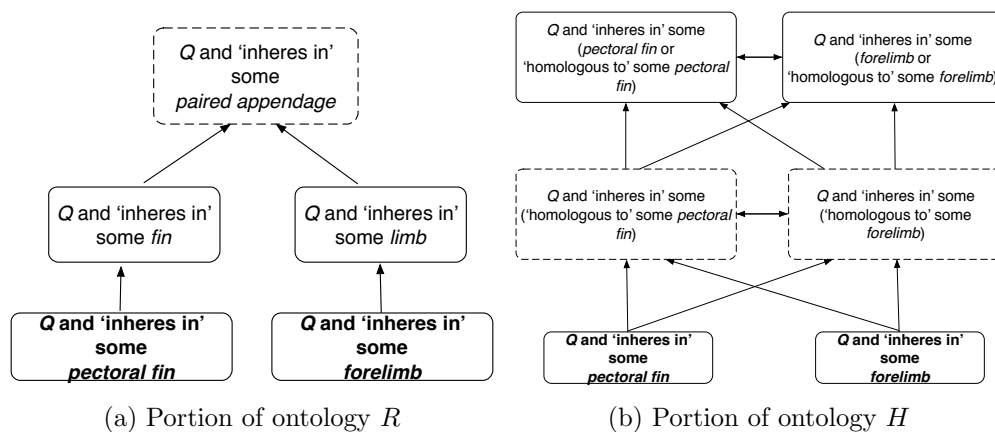 Q and ‘inheres in’
some
paired appendage
Q and ‘inheres in’
some fin
Q and ‘inheres in’
some limb
Q and ‘inheres in’
some
pectoral fin
Q and ‘inheres in’
some
forelimb
(a) Portion of ontology R
Q and ‘inheres in’ some
(pectoral fin or
‘homologous to’ some pectoral
fin)
Q and ‘inheres in’ some
(forelimb or
‘homologous to’ some forelimb)
Q and ‘inheres in’ some
(‘homologous to’ some pectoral
fin)
Q and ‘inheres in’ some
(‘homologous to’ some
forelimb)
Q and ‘inheres in’
some
pectoral fin
Q and ‘inheres in’
some
forelimb
(b) Portion of ontology H